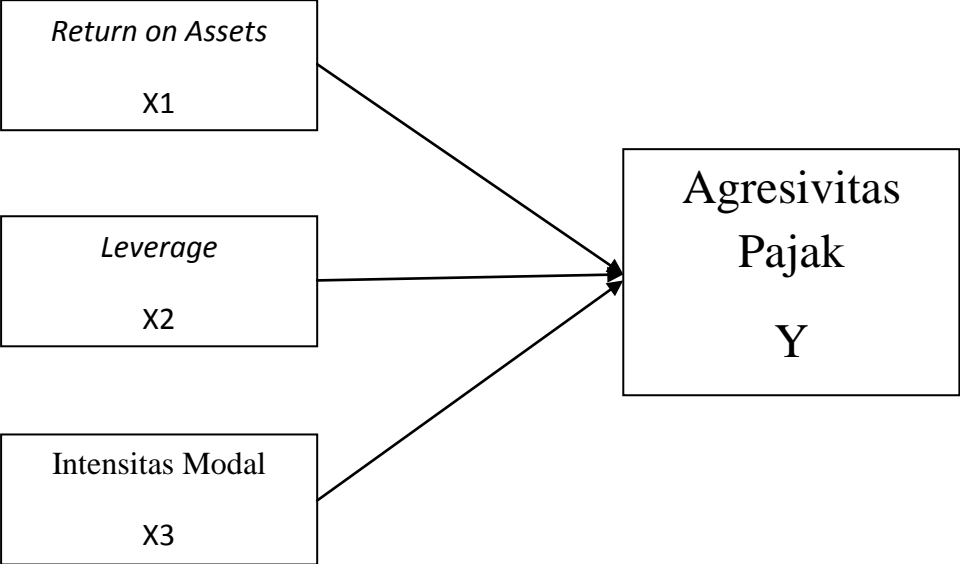 Return on Assets
X1
Leverage
X2
Intensitas Modal
X3
Agresivitas
Pajak
Y